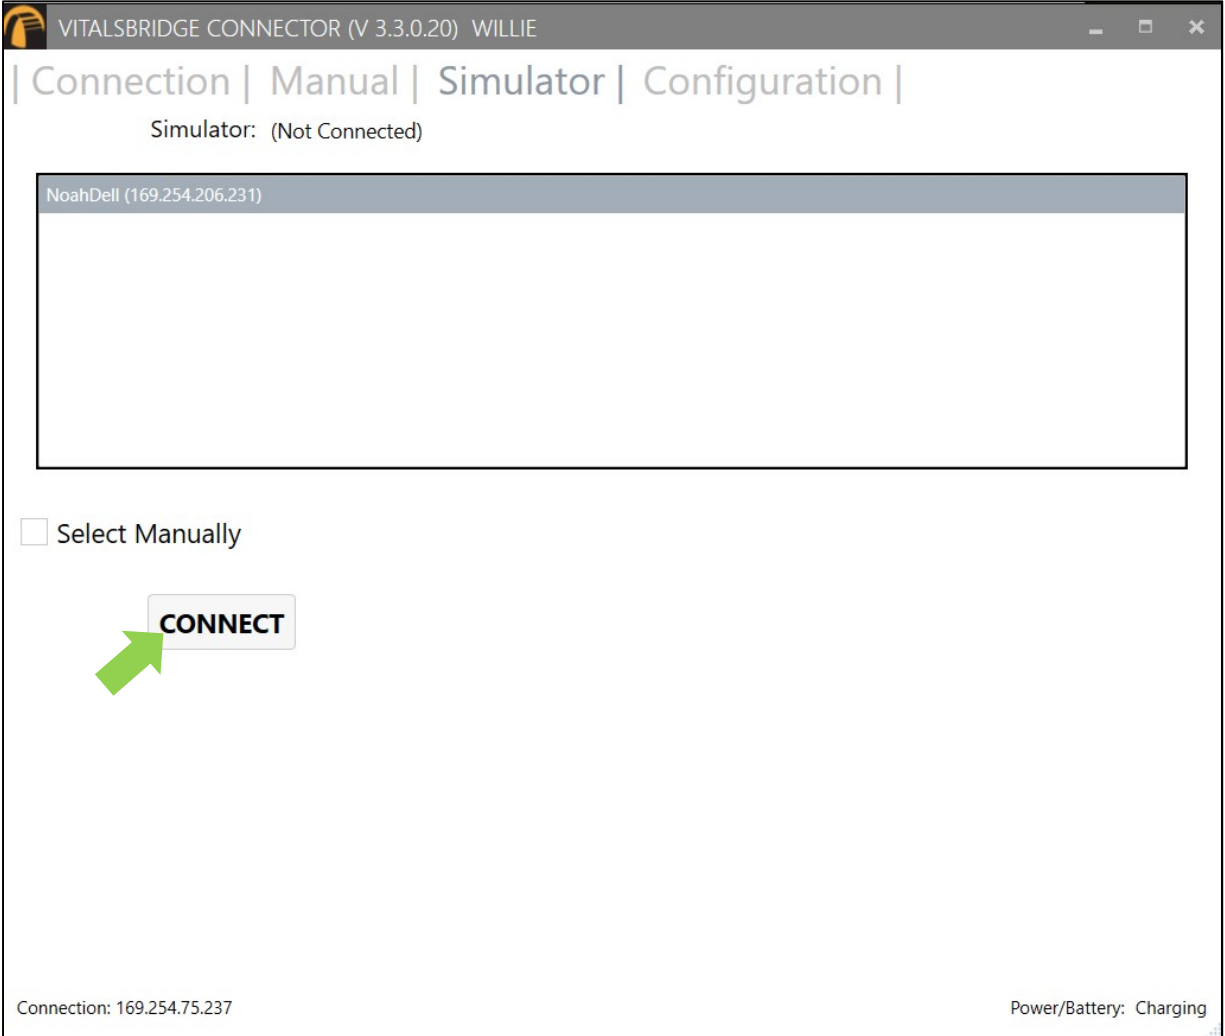 VITALSBRIDGE CONNECTOR (V 3.3.0.20) WILLIE
| Connection | Manual | Simulator | Configuration |
Simulator: (Not Connected)
NoahDell (169.254.206.231)
Select Manually
CONNECT
Connection: 169.254.75.237
Power/Battery: Charging